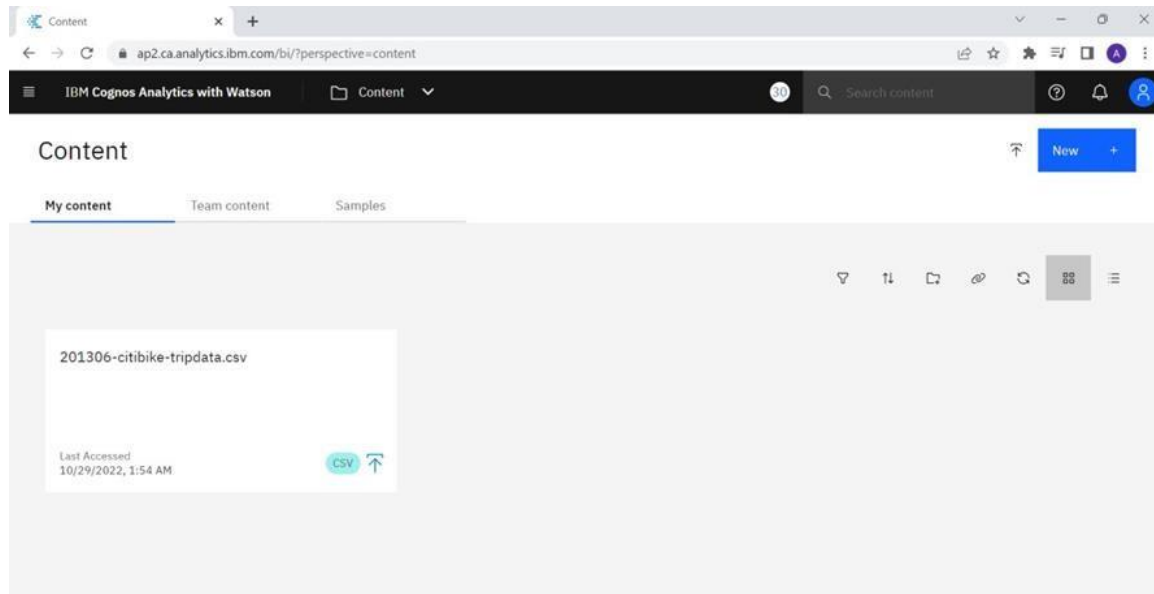 Content
ap2.ca.analytics.ibm.com/bi/?perspective=content
A
IBM Cognos Analytics with Watson
Content
30
Search content
Content
New +
My content
Team content
Samples
201306-citibike-tripdata.csv
Last Accessed
10/29/2022, 1:54 AM
CSV